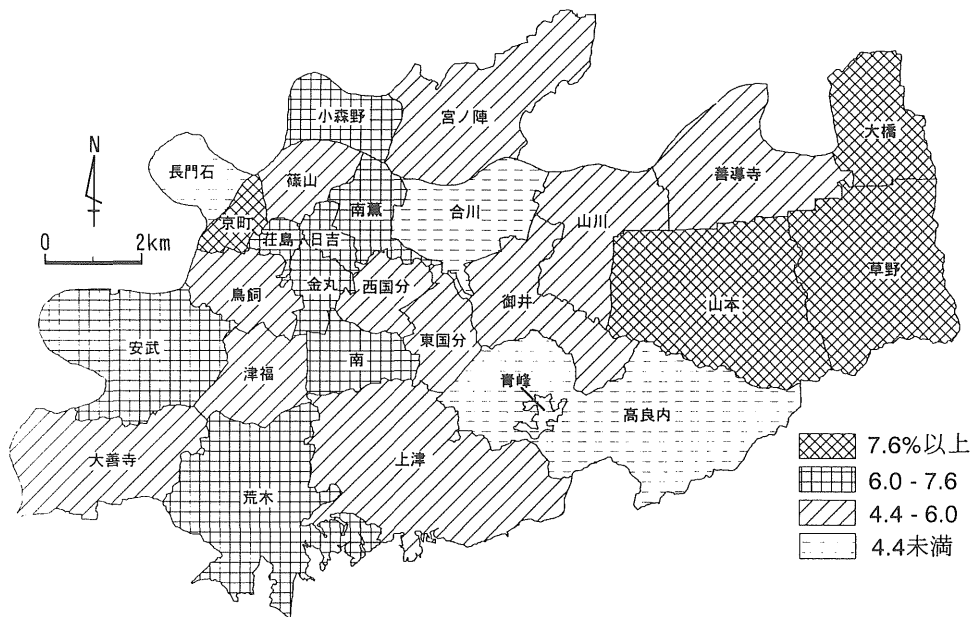 小森野
宮ノ陣
大橋
善導寺
N
長門石
篠山
南薫
合川
山川
京町
荘島
日吉
0 2km
草野
金丸
西国分
御井
山本
鳥飼
安武
東国分
南
津福
青峰
高良内
大善寺
上津
荒木
7.6%以上
6.0 - 7.6
4.4 - 6.0
4.4未満